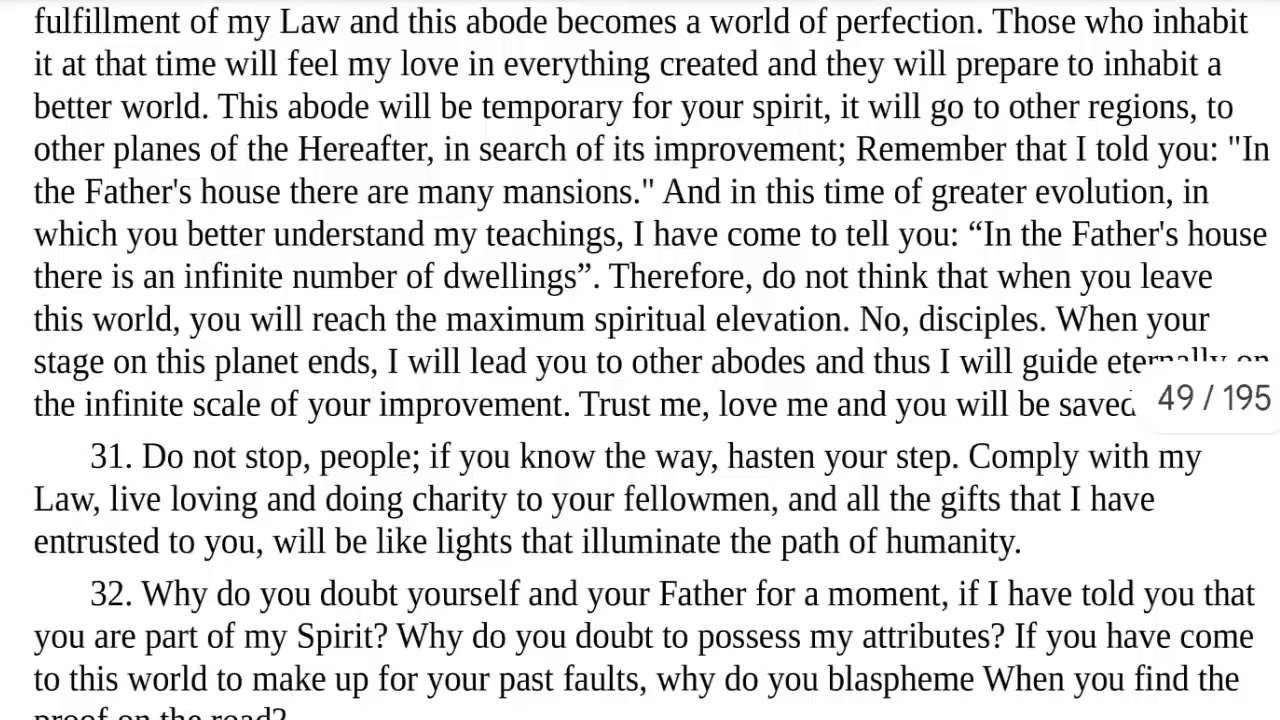 fulfillment of my Law and this abode becomes a world of perfection. Those who inhabit
it at that time will feel my love in everything created and they will prepare to inhabit a
better world. This abode will be temporary for your spirit, it will go to other regions, to
other planes of the Hereafter, in search of its improvement; Remember that I told you: "In
the Father's house there are many mansions." And in this time of greater evolution, in
which you better understand my teachings, I have come to tell you: “In the Father's house
there is an infinite number of dwellings”. Therefore, do not think that when you leave
this world, you will reach the maximum spiritual elevation. No, disciples. When your
stage on this planet ends, I will lead you to other abodes and thus I will guide eternally on
the infinite scale of your improvement. Trust me, love me and you will be saved
49 / 195
31. Do not stop, people; if you know the way, hasten your step. Comply with my
Law, live loving and doing charity to your fellowmen, and all the gifts that I have
entrusted to you, will be like lights that illuminate the path of humanity.
32. Why do you doubt yourself and your Father for a moment, if I have told you that
you are part of my Spirit? Why do you doubt to possess my attributes? If you have come
to this world to make up for your past faults, why do you blaspheme When you find the
proof on the road?